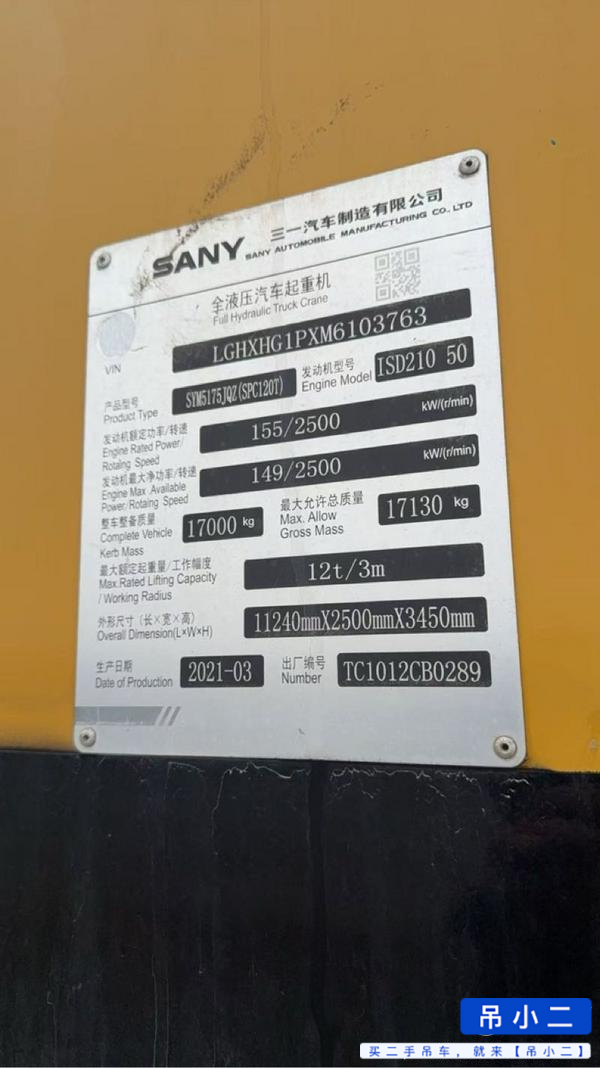 SANY
三一汽车制造有限公司
SANY AUTOMOBILE MANUFACTURING CO., LTD
全液压汽车起重机
Full Hydraulic Truck Crane
VIN LGHXHG1PXM6103763
产品型号 SYM5175JQZ(SPC120T) 发动机型号 ISD210 50
Product Type Engine Model
发动机额定功率/转速 155/2500 kW/(r/min)
Engine Rated Power/
Rotaing Speed
发动机最大净功率/转速 149/2500 kW/(r/min)
Engine Max .Available
Power/Rotaing Speed
整车整备质量 17000 kg 最大允许总质量 17130 kg
Complete Vehicle Max. Allow
Kerb Mass Gross Mass
最大额定起重量/工作幅度 12t/3m
Max.Rated Lifting Capacity
/ Working Radius
外形尺寸（长×宽×高） 11240mmX2500mmX3450mm
Overall Dimension(L×W×H)
生产日期 2021-03 出厂编号 TC1012CB0289
Date of Production Number
吊小二
买二手吊车，就来【吊小二】